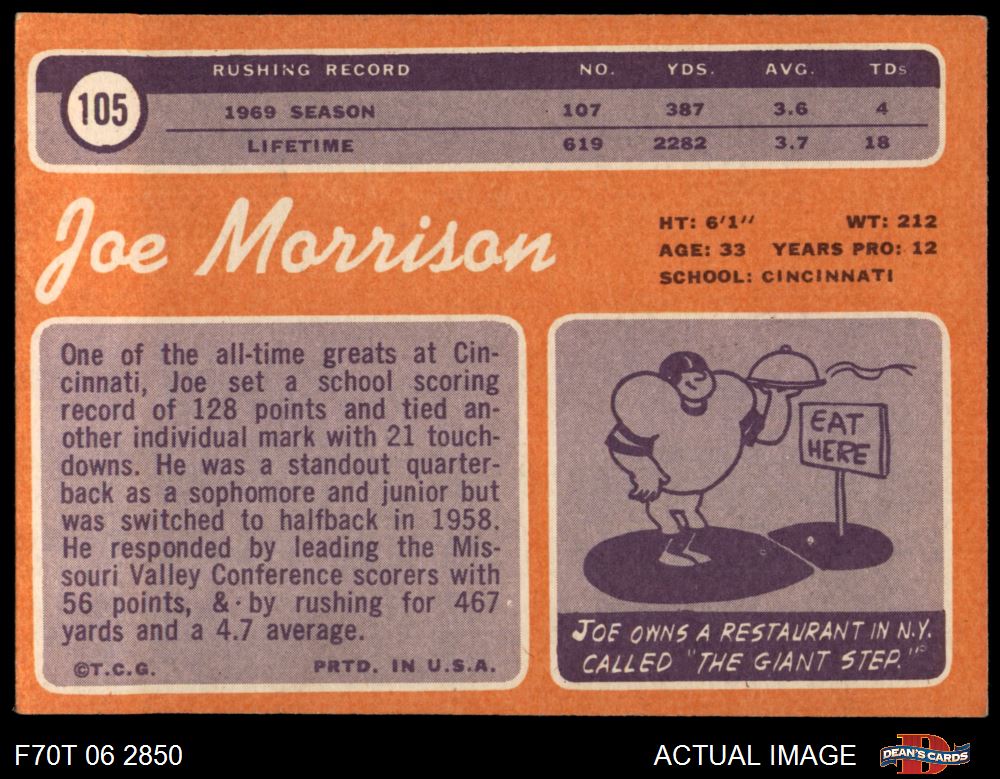 RUSHING RECORD NO. YDS. AVG. TDs
105
1969 SEASON 107 387 3.6 4
LIFETIME 619 2282 3.7 18
Joe Morrison
HT: 6'1" WT: 212
AGE: 33 YEARS PRO: 12
SCHOOL: CINCINNATI
One of the all-time greats at Cin-
cinnati, Joe set a school scoring
record of 128 points and tied an-
other individual mark with 21 touch-
downs. He was a standout quarter-
back as a sophomore and junior but
was switched to halfback in 1958.
He responded by leading the Mis-
souri Valley Conference scorers with
56 points, & by rushing for 467
yards and a 4.7 average.
©T.C.G. PRTD. IN U.S.A.
EAT
HERE
JOE OWNS A RESTAURANT IN N.Y.
CALLED "THE GIANT STEP."
F70T 06 2850 ACTUAL IMAGE DEAN'S CARDS